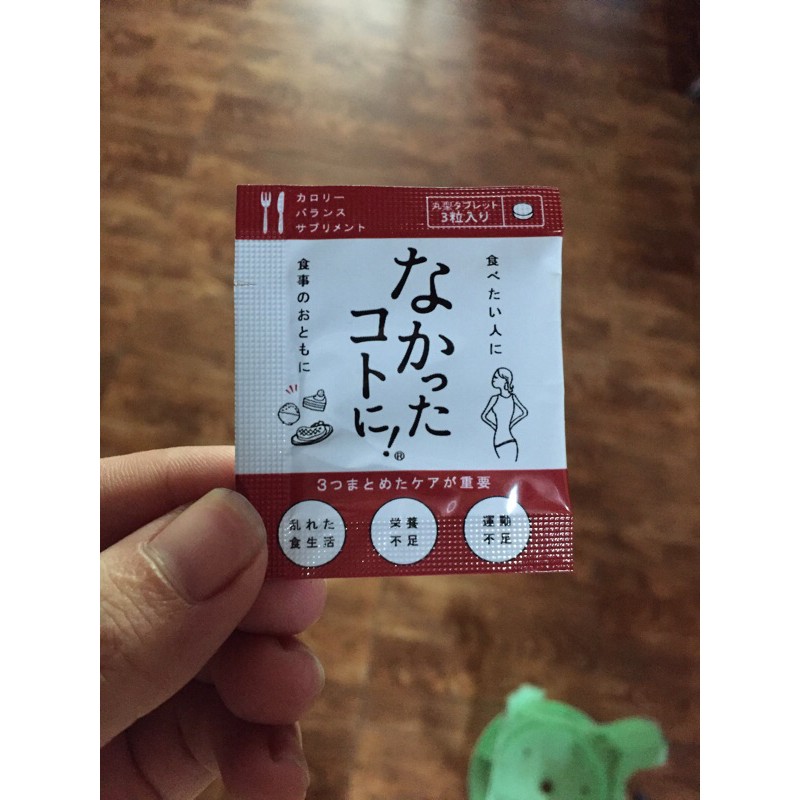 カロリー
バランス
サプリメント
丸型タブレット
3粒入り
食べたい人に
なかった
コトに!®
食事のおともに
3つまとめたケアが重要
乱れた
食生活
栄養
不足
運動
不足